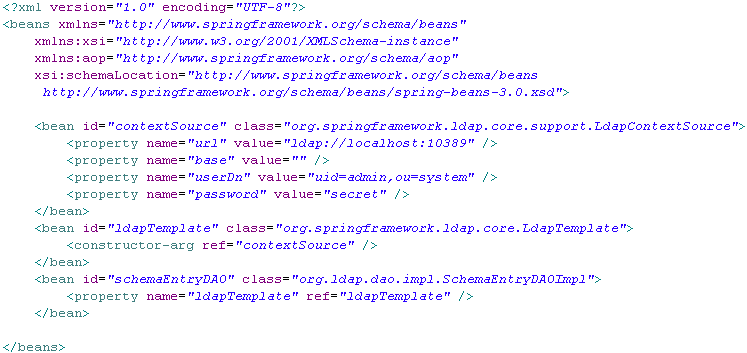 <?xml version="1.0" encoding="UTF-8"?>
<beans xmlns="http://www.springframework.org/schema/beans"
    xmlns:xsi="http://www.w3.org/2001/XMLSchema-instance"
    xmlns:aop="http://www.springframework.org/schema/aop"
    xsi:schemaLocation="http://www.springframework.org/schema/beans
     http://www.springframework.org/schema/beans/spring-beans-3.0.xsd">

    <bean id="contextSource" class="org.springframework.ldap.core.support.LdapContextSource">
        <property name="url" value="ldap://localhost:10389" />
        <property name="base" value="" />
        <property name="userDn" value="uid=admin,ou=system" />
        <property name="password" value="secret" />
    </bean>
    <bean id="ldapTemplate" class="org.springframework.ldap.core.LdapTemplate">
        <constructor-arg ref="contextSource" />
    </bean>
    <bean id="schemaEntryDAO" class="org.ldap.dao.impl.SchemaEntryDAOImpl">
        <property name="ldapTemplate" ref="ldapTemplate" />
    </bean>

</beans>